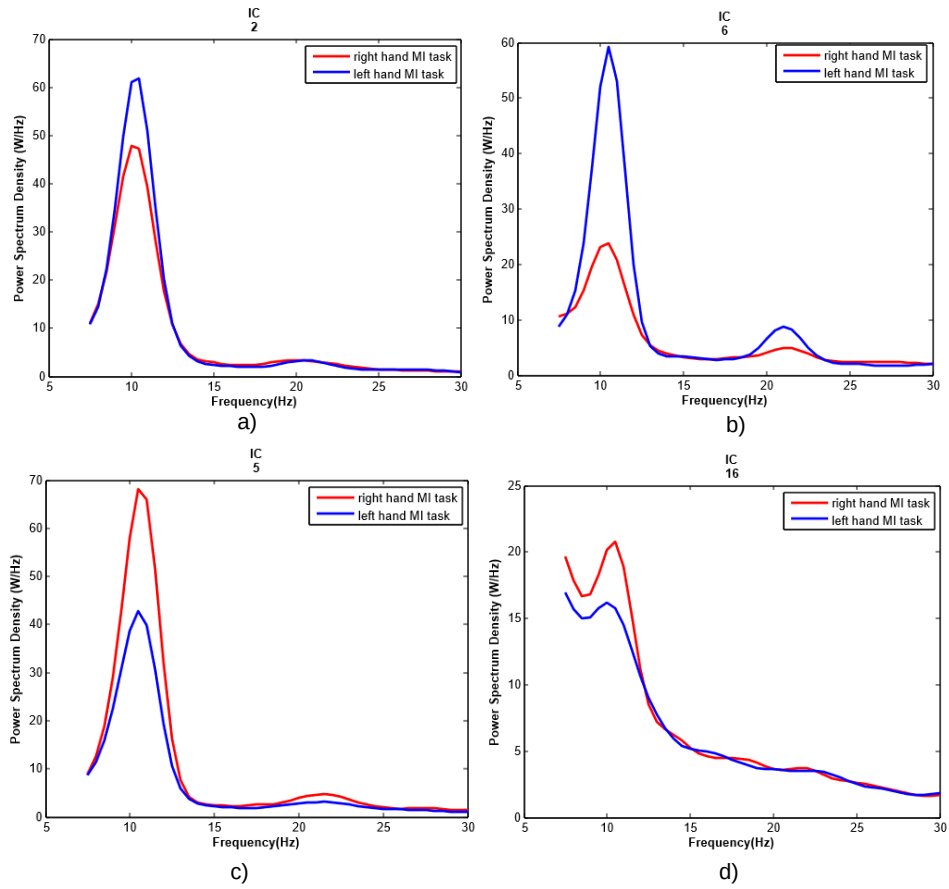 IC
2
70
60
50
40
30
20
10
0
Power Spectrum Density (W/Hz)
right hand MI task
left hand MI task
5
10
15
20
25
30
Frequency(Hz)
a)
IC
6
60
50
40
30
20
10
0
Power Spectrum Density (W/Hz)
right hand MI task
left hand MI task
5
10
15
20
25
30
Frequency(Hz)
b)
IC
5
70
60
50
40
30
20
10
0
Power Spectrum Density (W/Hz)
right hand MI task
left hand MI task
5
10
15
20
25
30
Frequency(Hz)
c)
IC
16
25
20
15
10
5
0
Power Spectrum Density (W/Hz)
right hand MI task
left hand MI task
5
10
15
20
25
30
Frequency(Hz)
d)